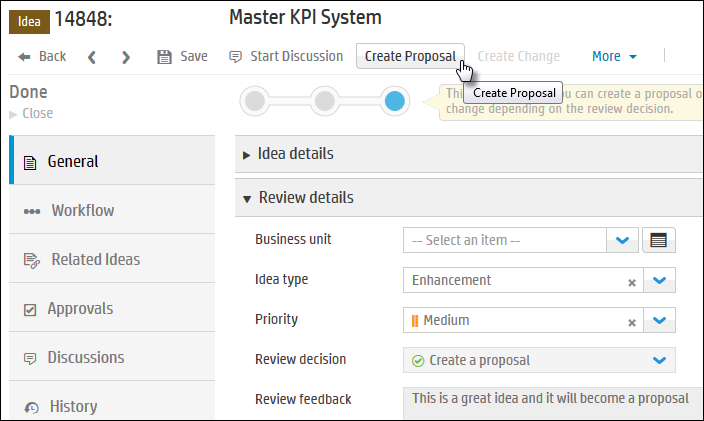 Idea 14848: Master KPI System
Back Save Start Discussion Create Proposal Create Change More
Create Proposal
Done
Close
This you can create a proposal o
change depending on the review decision.
General
Workflow
Related Ideas
Approvals
Discussions
History
Idea details
Review details
Business unit -- Select an item --
Idea type Enhancement
Priority Medium
Review decision Create a proposal
Review feedback This is a great idea and it will become a proposal